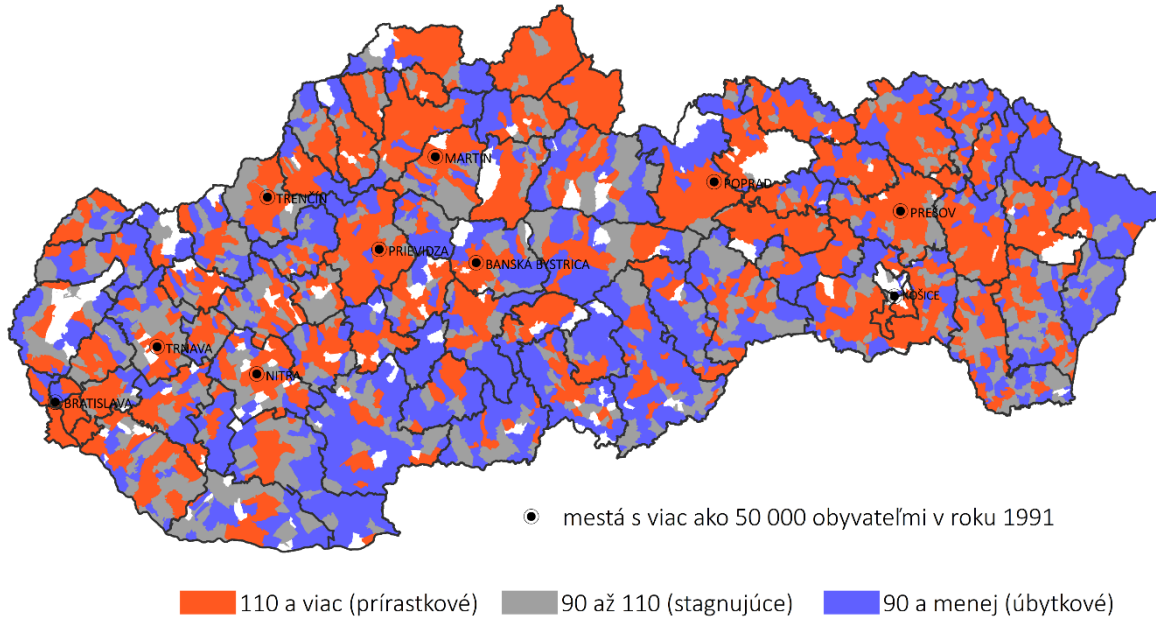 MARTIN
POPRAD
TRENČÍN
PREŠOV
PRIEVIDZA
BANSKÁ BYSTRICA
KOŠICE
TRNAVA
NITRA
BRATISLAVA
mestá s viac ako 50 000 obyvateľmi v roku 1991
110 a viac (prírastkové) 90 až 110 (stagnujúce) 90 a menej (úbytkové)